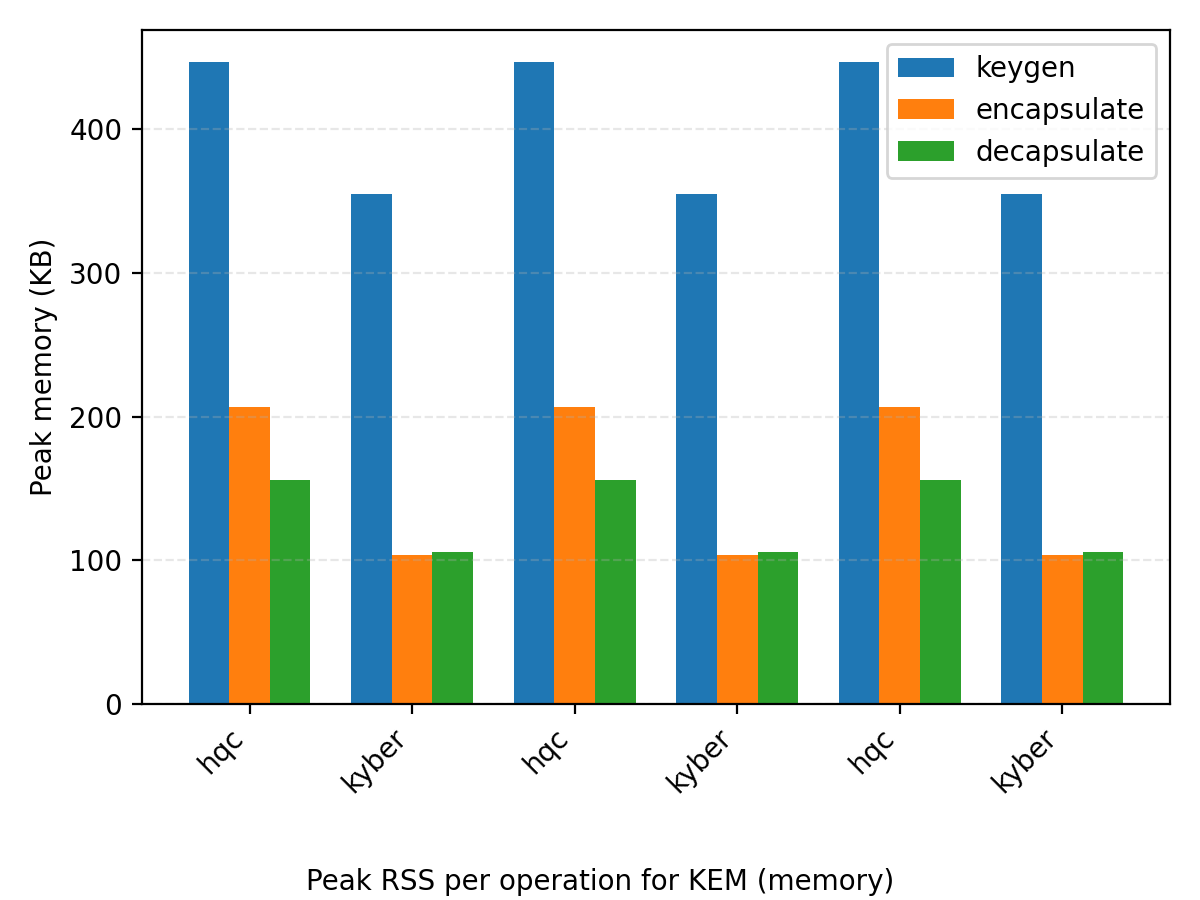 keygen
encapsulate
decapsulate
400
300
200
100
0
Peak memory (KB)
hqc
kyber
hqc
kyber
hqc
kyber
Peak RSS per operation for KEM (memory)